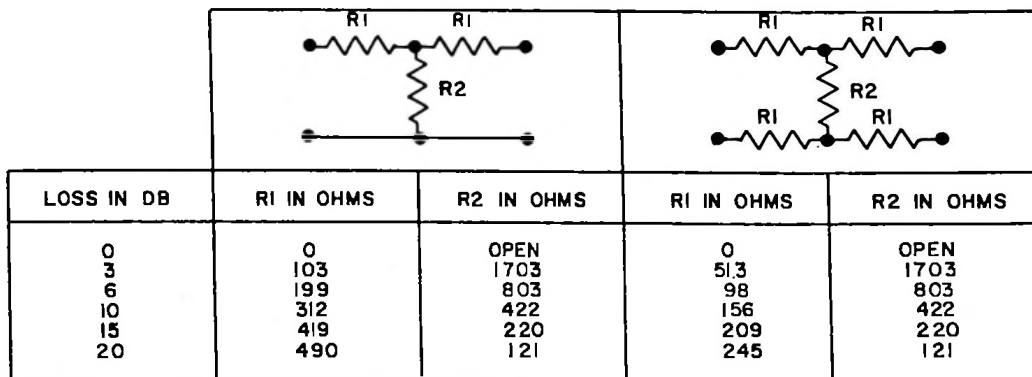 R1 R1 R1 R1
R2 R2
R1 R1
LOSS IN DB R1 IN OHMS R2 IN OHMS R1 IN OHMS R2 IN OHMS
0 0 OPEN 0 OPEN
3 103 1703 51.3 1703
6 199 803 98 803
10 312 422 156 422
15 419 220 209 220
20 490 121 245 121